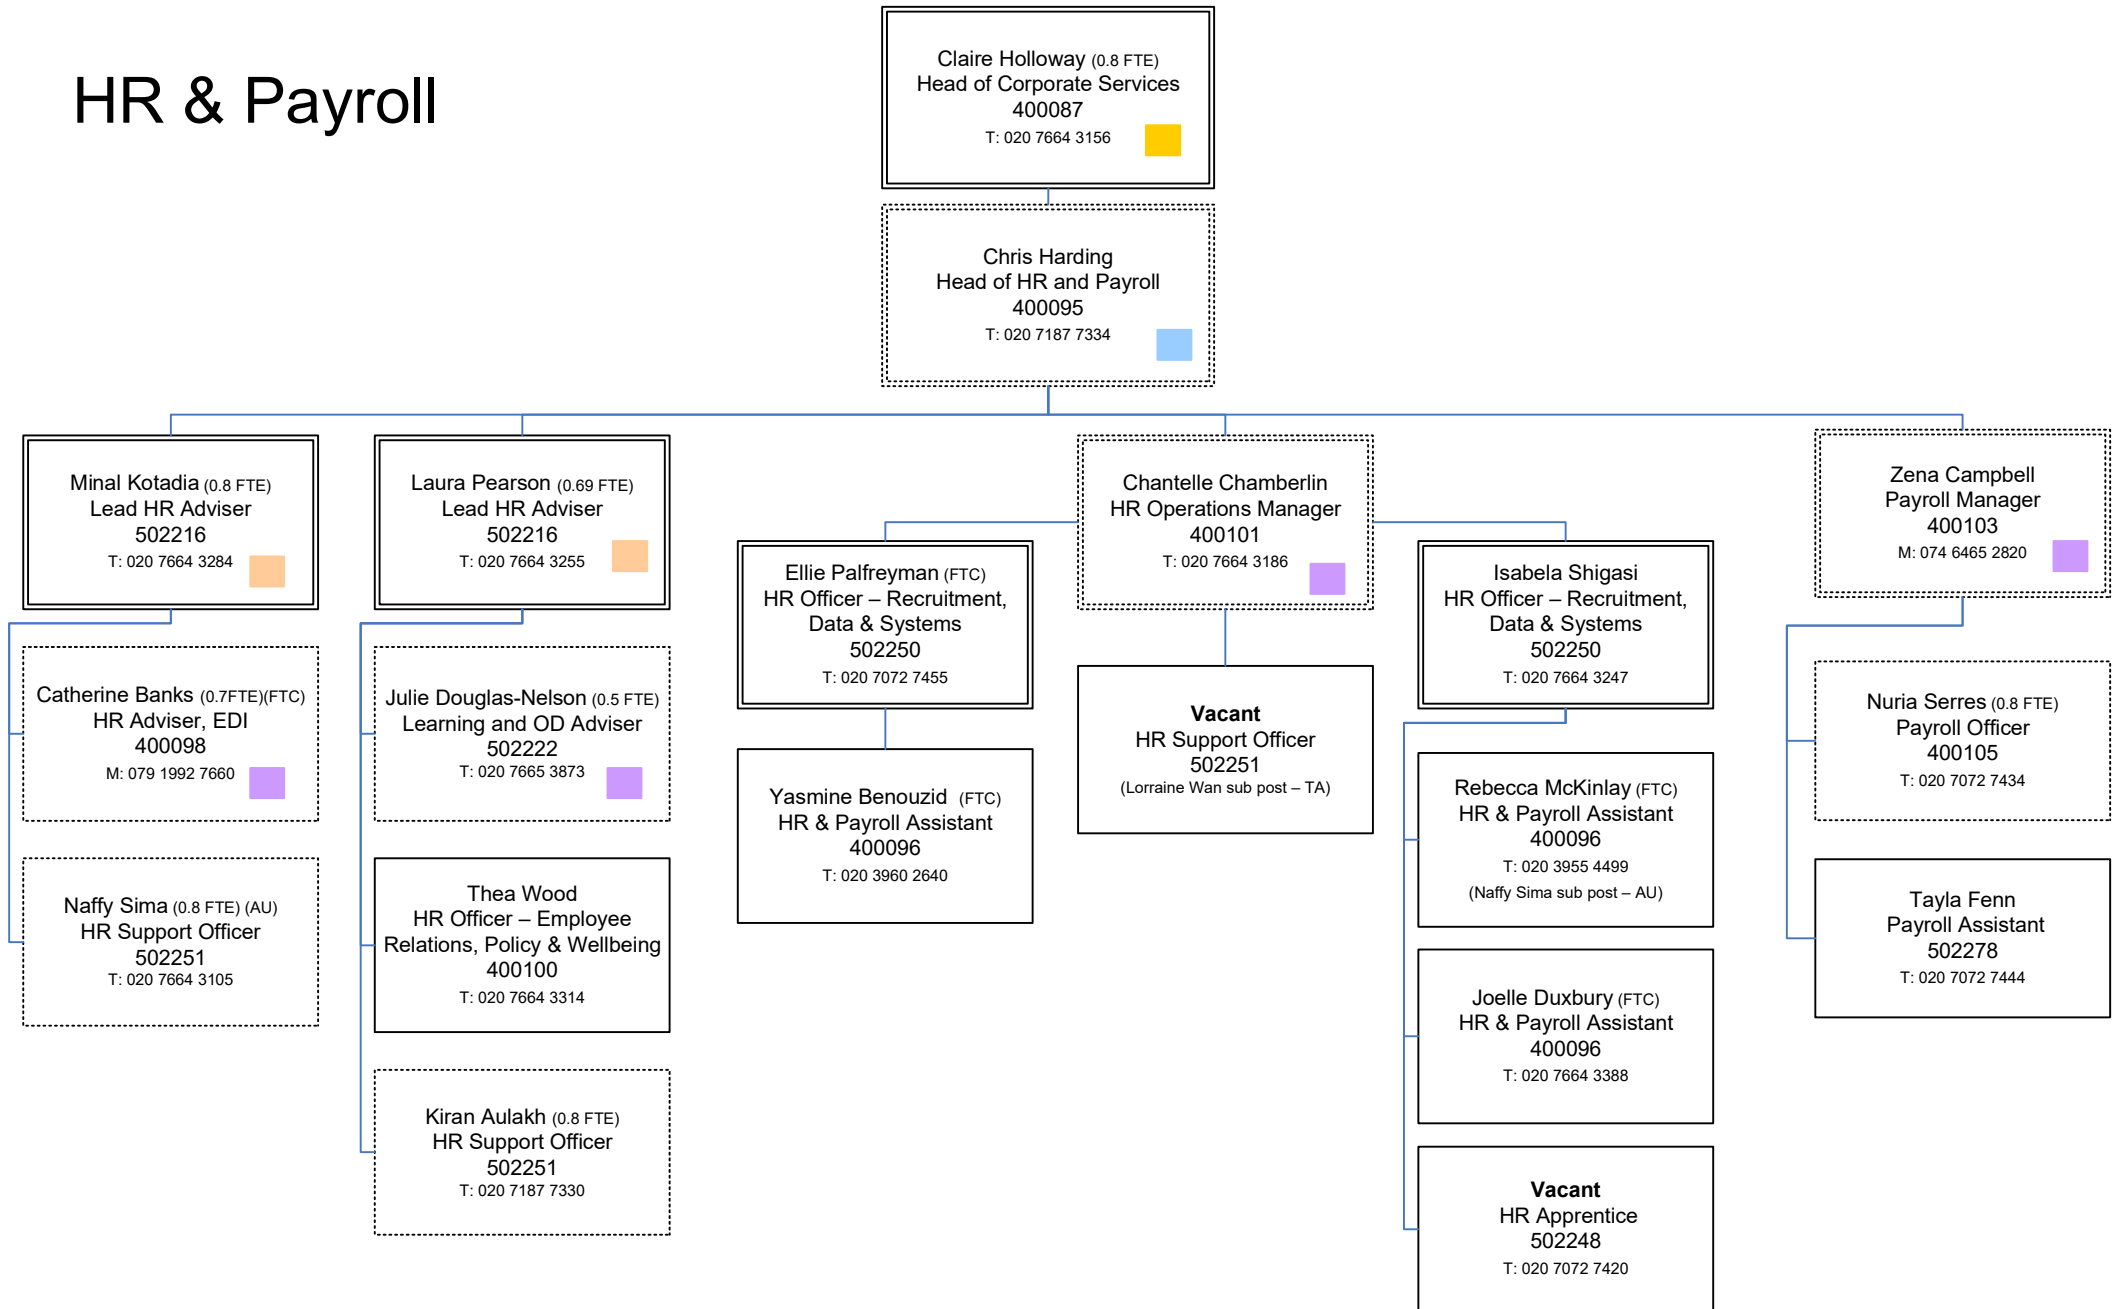 HR & Payroll
Claire Holloway (0.8 FTE)
Head of Corporate Services
400087
T: 020 7664 3156
Chris Harding
Head of HR and Payroll
400095
T: 020 7187 7334
Minal Kotadia (0.8 FTE)
Lead HR Adviser
502216
T: 020 7664 3284
Catherine Banks (0.7FTE)(FTC)
HR Adviser, EDI
400098
M: 079 1992 7660
Naffy Sima (0.8 FTE) (AU)
HR Support Officer
502251
T: 020 7664 3105
Laura Pearson (0.69 FTE)
Lead HR Adviser
502216
T: 020 7664 3255
Julie Douglas-Nelson (0.5 FTE)
Learning and OD Adviser
502222
T: 020 7665 3873
Thea Wood
HR Officer – Employee
Relations, Policy & Wellbeing
400100
T: 020 7664 3314
Kiran Aulakh (0.8 FTE)
HR Support Officer
502251
T: 020 7187 7330
Chantelle Chamberlin
HR Operations Manager
400101
T: 020 7664 3186
Ellie Palfreyman (FTC)
HR Officer – Recruitment,
Data & Systems
502250
T: 020 7072 7455
Yasmine Benouzid (FTC)
HR & Payroll Assistant
400096
T: 020 3960 2640
Vacant
HR Support Officer
502251
(Lorraine Wan sub post – TA)
Isabela Shigasi
HR Officer – Recruitment,
Data & Systems
502250
T: 020 7664 3247
Rebecca McKinlay (FTC)
HR & Payroll Assistant
400096
T: 020 3955 4499
(Naffy Sima sub post – AU)
Joelle Duxbury (FTC)
HR & Payroll Assistant
400096
T: 020 7664 3388
Vacant
HR Apprentice
502248
T: 020 7072 7420
Zena Campbell
Payroll Manager
400103
M: 074 6465 2820
Nuria Serres (0.8 FTE)
Payroll Officer
400105
T: 020 7072 7434
Tayla Fenn
Payroll Assistant
502278
T: 020 7072 7444